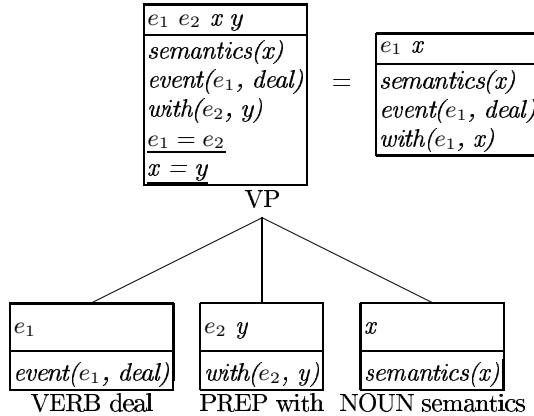 e₁ e₂ x y
semantics(x)
event(e₁, deal)
with(e₂, y)
e₁ = e₂
x = y
=
e₁ x
semantics(x)
event(e₁, deal)
with(e₁, x)
VP
e₁
event(e₁, deal)
VERB deal
e₂ y
with(e₂, y)
PREP with
x
semantics(x)
NOUN semantics